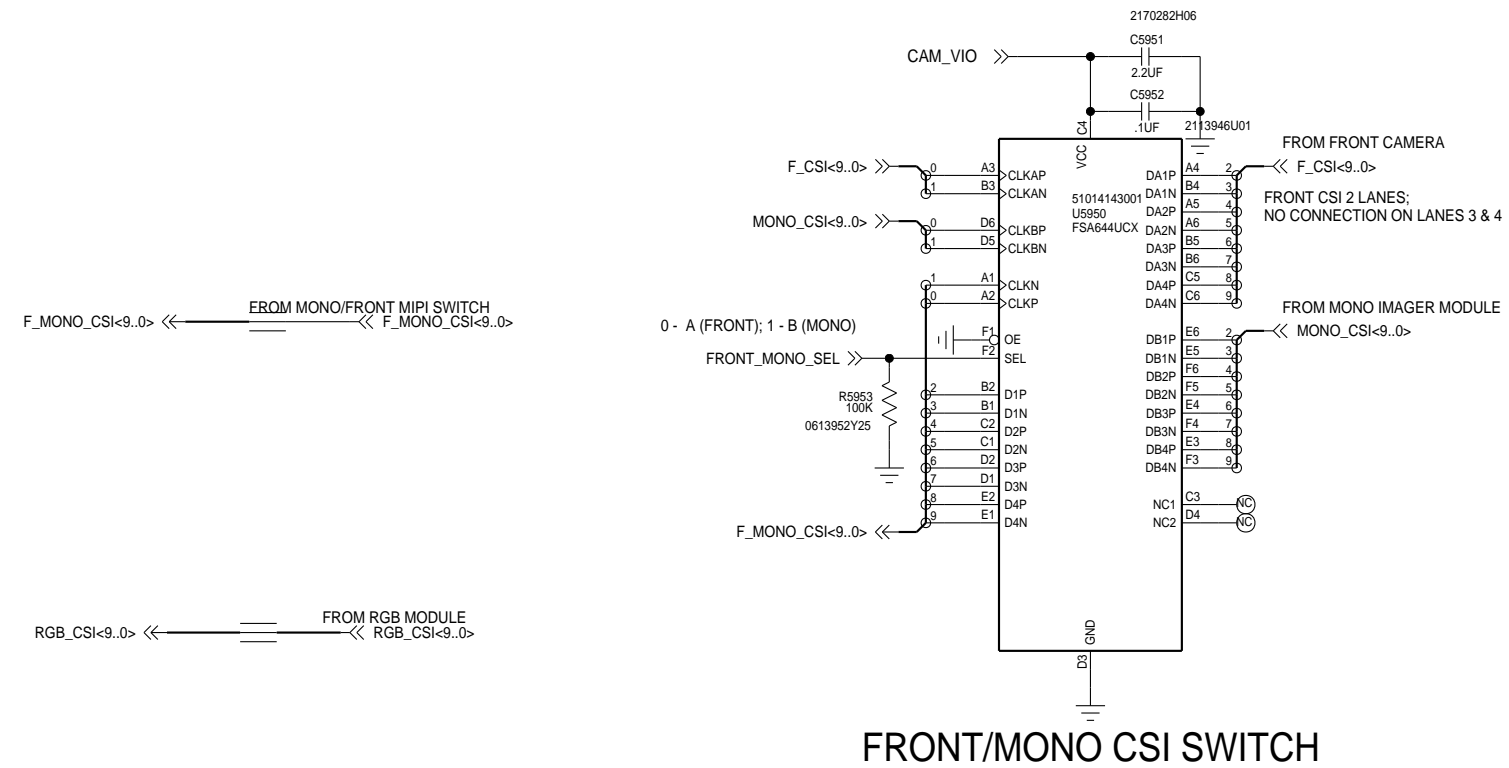 2170282H06
C5951
CAM_VIO
2.2UF
C5952
.1UF
2113946U01
C4
VCC
FROM FRONT CAMERA
F_CSI<9..0>
F_CSI<9..0>
0 A3 CLKAP
1 B3 CLKAN
MONO_CSI<9..0>
0 D6 CLKBP
1 D5 CLKBN
1 A1 CLKN
0 A2 CLKP
51014143001
U5950
FSA644UCX
DA1P A4 2
DA1N B4 3
DA2P A5 4
DA2N A6 5
DA3P B5 6
DA3N B6 7
DA4P C5 8
DA4N C6 9
FRONT CSI 2 LANES;
NO CONNECTION ON LANES 3 & 4
FROM MONO/FRONT MIPI SWITCH
F_MONO_CSI<9..0>
F_MONO_CSI<9..0>
0 - A (FRONT); 1 - B (MONO)
F1 OE
FRONT_MONO_SEL
F2 SEL
R5953
100K
0613952Y25
FROM MONO IMAGER MODULE
MONO_CSI<9..0>
DB1P E6 2
DB1N E5 3
DB2P F6 4
DB2N F5 5
DB3P E4 6
DB3N F4 7
DB4P E3 8
DB4N F3 9
2 B2 D1P
3 B1 D1N
4 C2 D2P
5 C1 D2N
6 D2 D3P
7 D1 D3N
8 E2 D4P
9 E1 D4N
F_MONO_CSI<9..0>
NC1 C3 NC
NC2 D4 NC
FROM RGB MODULE
RGB_CSI<9..0>
RGB_CSI<9..0>
GND
D3
FRONT/MONO CSI SWITCH